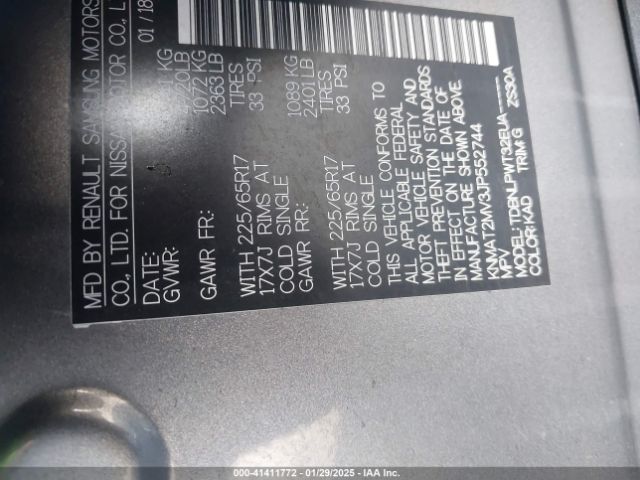 MFD BY RENAULT SAMSUNG MOTORS
CO., LTD. FOR NISSAN MOTOR CO., LT
DATE: 01 / 18
GVWR: KG
LB
GAWR FR: 1072 KG
2363 LB
WITH 225/65R17 TIRES
17X7J RIMS AT 33 PSI
COLD SINGLE
GAWR RR: 1089 KG
2401 LB
WITH 225/65R17 TIRES
17X7J RIMS AT 33 PSI
COLD SINGLE
THIS VEHICLE CONFORMS TO
ALL APPLICABLE FEDERAL
MOTOR VEHICLE SAFETY AND
THEFT PREVENTION STANDARDS
IN EFFECT ON THE DATE OF
MANUFACTURE SHOWN ABOVE.
KNMAT2MV3JP552744
MPV
MODEL: TDBNLPWT32EUA-----
COLOR: KAD TRIM: G ZS30A
000-41411772 — 01/29/2025 — IAA Inc.